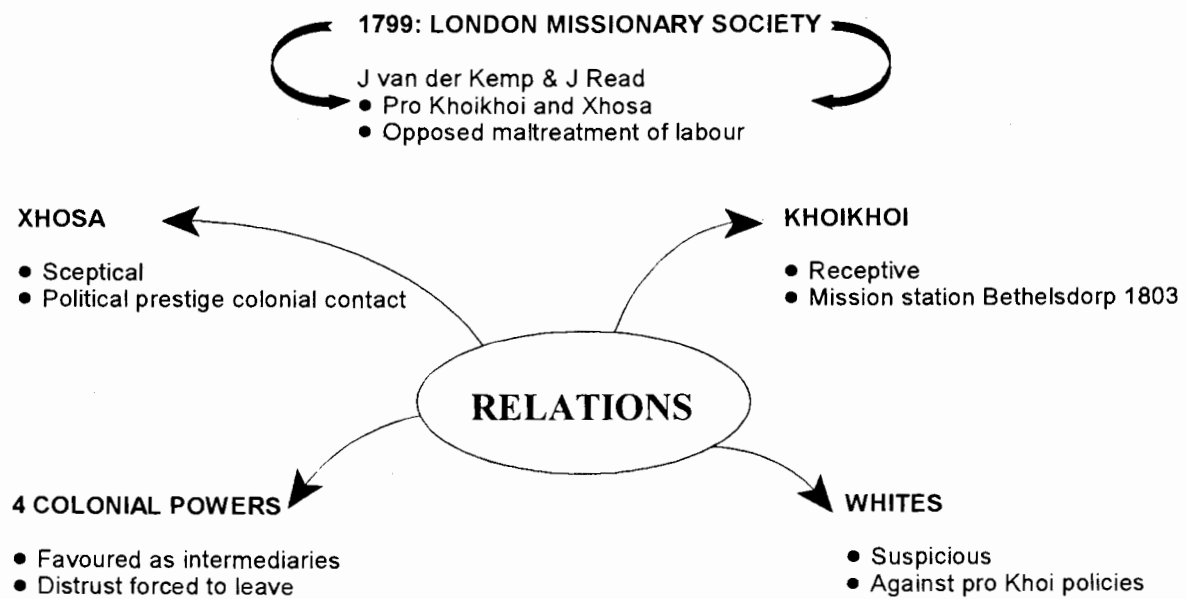 1799: LONDON MISSIONARY SOCIETY
J van der Kemp & J Read
● Pro Khoikhoi and Xhosa
● Opposed maltreatment of labour
XHOSA
● Sceptical
● Political prestige colonial contact
KHOIKHOI
● Receptive
● Mission station Bethelsdorp 1803
RELATIONS
4 COLONIAL POWERS
● Favoured as intermediaries
● Distrust forced to leave
WHITES
● Suspicious
● Against pro Khoi policies